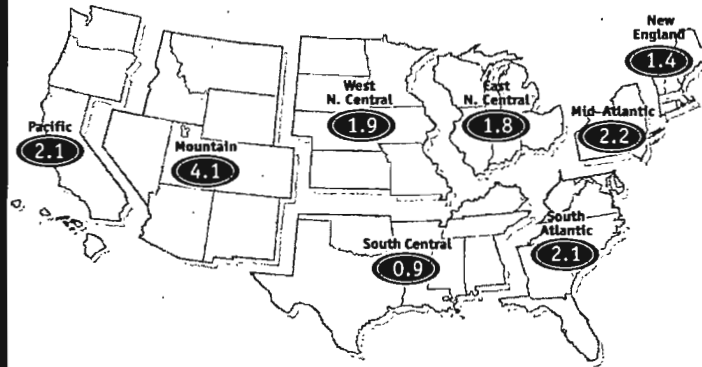 New
England
1.4
West
N. Central
1.9
East
N. Central
1.8
Mid-Atlantic
2.2
Pacific
2.1
Mountain
4.1
South Central
0.9
South
Atlantic
2.1